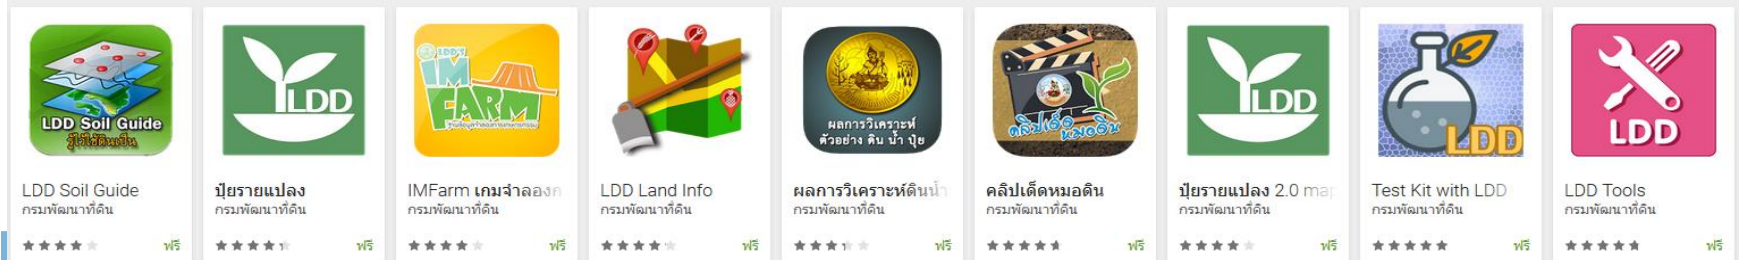 LDD Soil Guide
รู้ไว้ใช้ดินเป็น
LDD
LDD'S
IM
FARM
ผลการวิเคราะห์
ตัวอย่าง ดิน น้ำ ปุ๋ย
คลิปเด็ด
หมอดิน
LDD
LDD
LDD
LDD Soil Guide
กรมพัฒนาที่ดิน
ฟรี
ปุ๋ยรายแปลง
กรมพัฒนาที่ดิน
ฟรี
IMFarm เกมจำลองก
กรมพัฒนาที่ดิน
ฟรี
LDD Land Info
กรมพัฒนาที่ดิน
ฟรี
ผลการวิเคราะห์ดินน้ำ
กรมพัฒนาที่ดิน
ฟรี
คลิปเด็ดหมอดิน
กรมพัฒนาที่ดิน
ฟรี
ปุ๋ยรายแปลง 2.0 map
กรมพัฒนาที่ดิน
ฟรี
Test Kit with LDD
กรมพัฒนาที่ดิน
ฟรี
LDD Tools
กรมพัฒนาที่ดิน
ฟรี